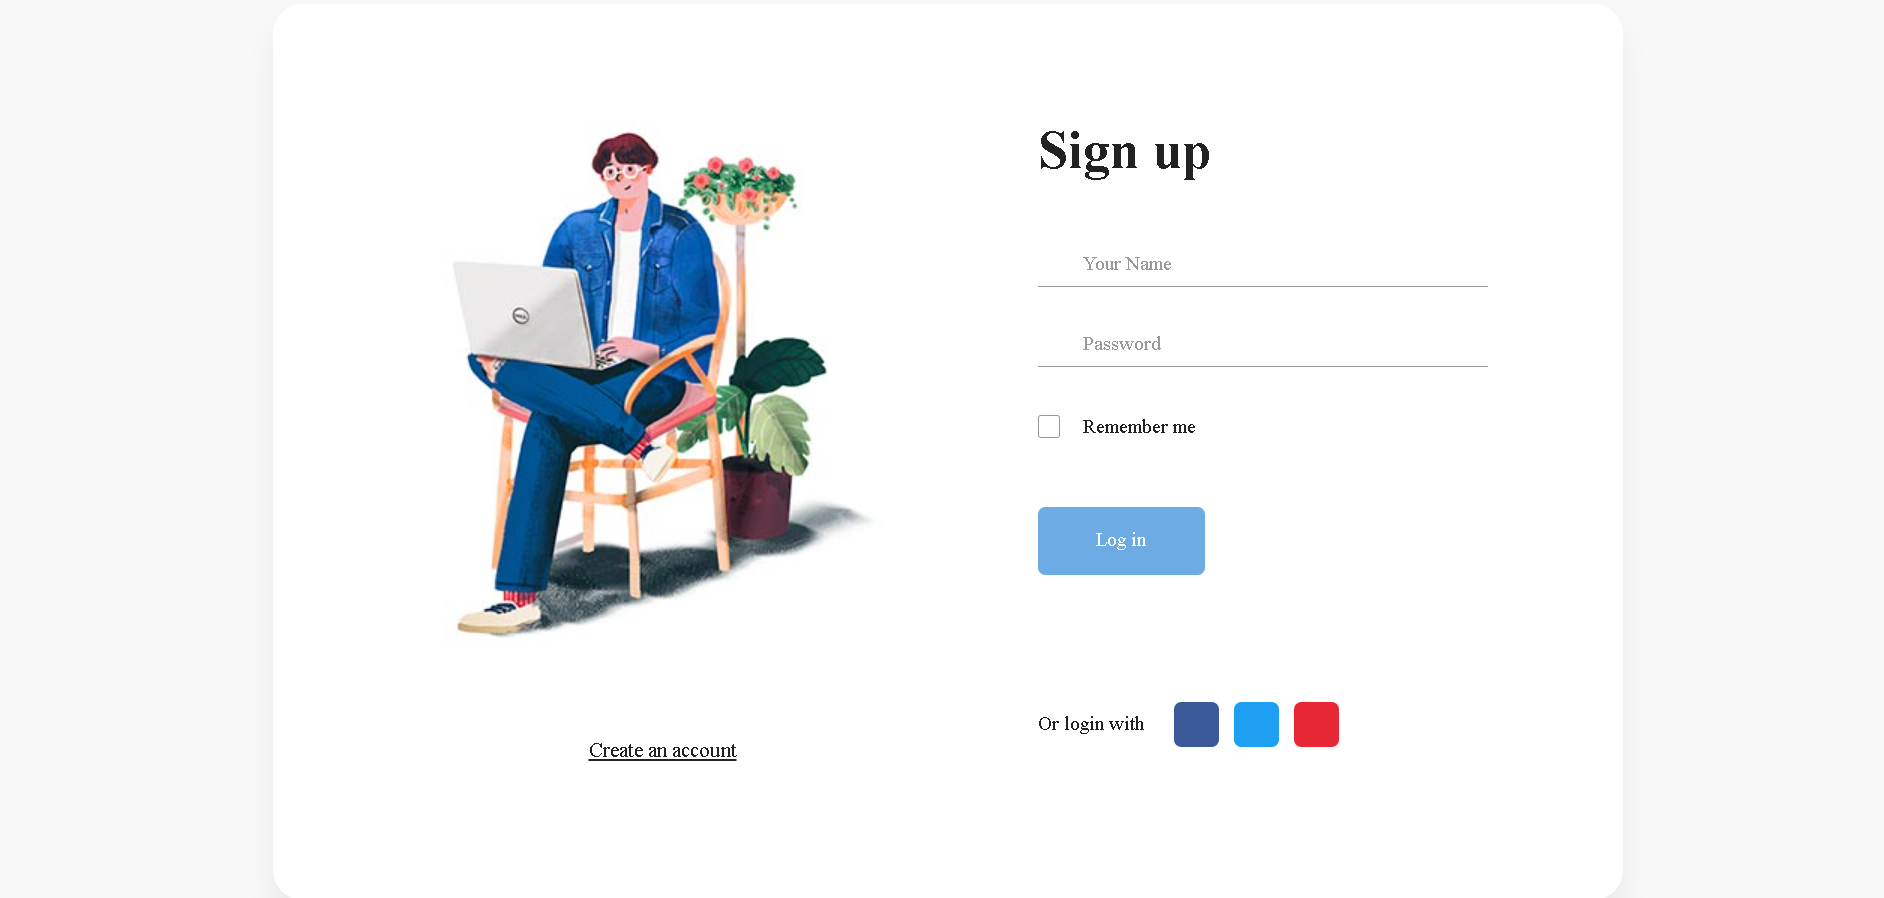 Sign up
Your Name
Password
Remember me
Log in
Or login with
Create an account